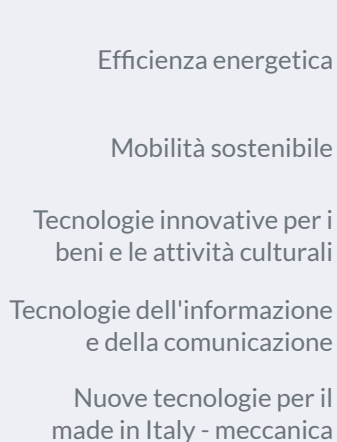 Efficienza energetica
Mobilità sostenibile
Tecnologie innovative per i
beni e le attività culturali
Tecnologie dell'informazione
e della comunicazione
Nuove tecnologie per il
made in Italy - meccanica